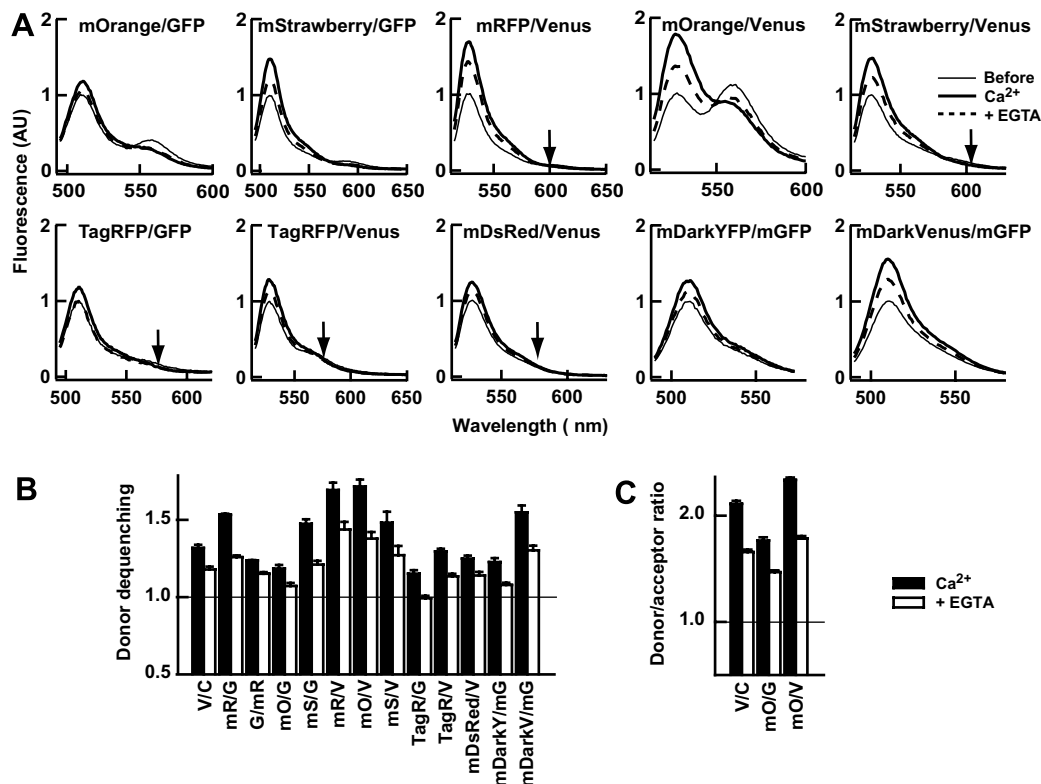 A
mOrange/GFP
mStrawberry/GFP
mRFP/Venus
mOrange/Venus
mStrawberry/Venus
2
1
0
500 550 600
2
1
0
500 550 600 650
2
1
0
550 600 650
2
1
0
550 600
2
1
0
550 600
Before
Ca²⁺
+ EGTA
Fluorescence (AU)
TagRFP/GFP
TagRFP/Venus
mDsRed/Venus
mDarkYFP/mGFP
mDarkVenus/mGFP
2
1
0
500 550 600
2
1
0
550 600 650
2
1
0
550 600
2
1
0
500 550
2
1
0
500 550
Wavelength ( nm)
B
Donor dequenching
1.5
1.0
0.5
V/C
mR/G
G/mR
mO/G
mS/G
mR/V
mO/V
mS/V
TagR/G
TagR/V
mDsRed/V
mDarkY/mG
mDarkV/mG
C
Donor/acceptor ratio
2.0
1.0
V/C
mO/G
mO/V
Ca²⁺
+ EGTA